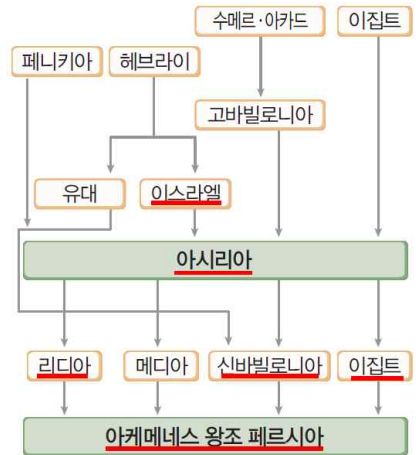 수메르·아카드
이집트
페니키아
헤브라이
고바빌로니아
유대
이스라엘
아시리아
리디아
메디아
신바빌로니아
이집트
아케메네스 왕조 페르시아